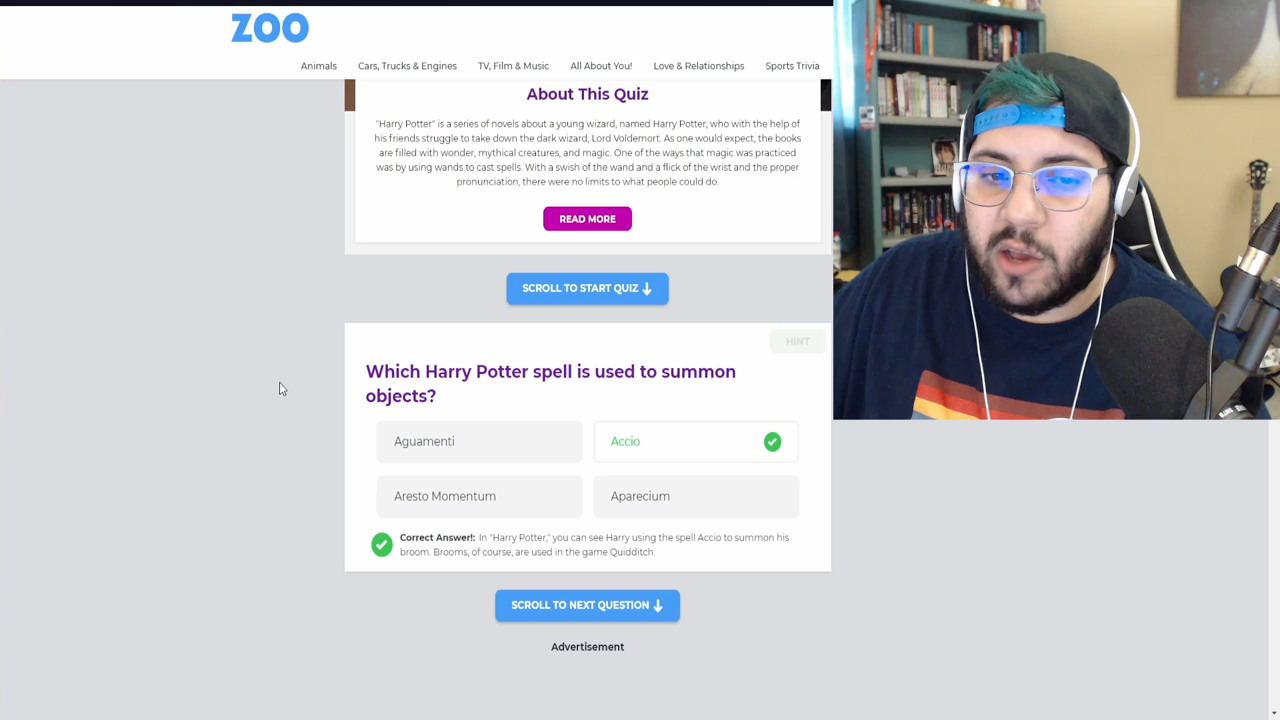 ZOO
Animals Cars, Trucks & Engines TV, Film & Music All About You! Love & Relationships Sports Trivia
About This Quiz
"Harry Potter" is a series of novels about a young wizard, named Harry Potter, who with the help of
his friends struggle to take down the dark wizard, Lord Voldemort. As one would expect, the books
are filled with wonder, mythical creatures, and magic. One of the ways that magic was practiced
was by using wands to cast spells. With a swish of the wand and a flick of the wrist and the proper
pronunciation, there were no limits to what people could do.
READ MORE
SCROLL TO START QUIZ
HINT
Which Harry Potter spell is used to summon
objects?
Aguamenti
Accio
Aresto Momentum
Aparecium
Correct Answer!: In "Harry Potter," you can see Harry using the spell Accio to summon his
broom. Brooms, of course, are used in the game Quidditch.
SCROLL TO NEXT QUESTION
Advertisement